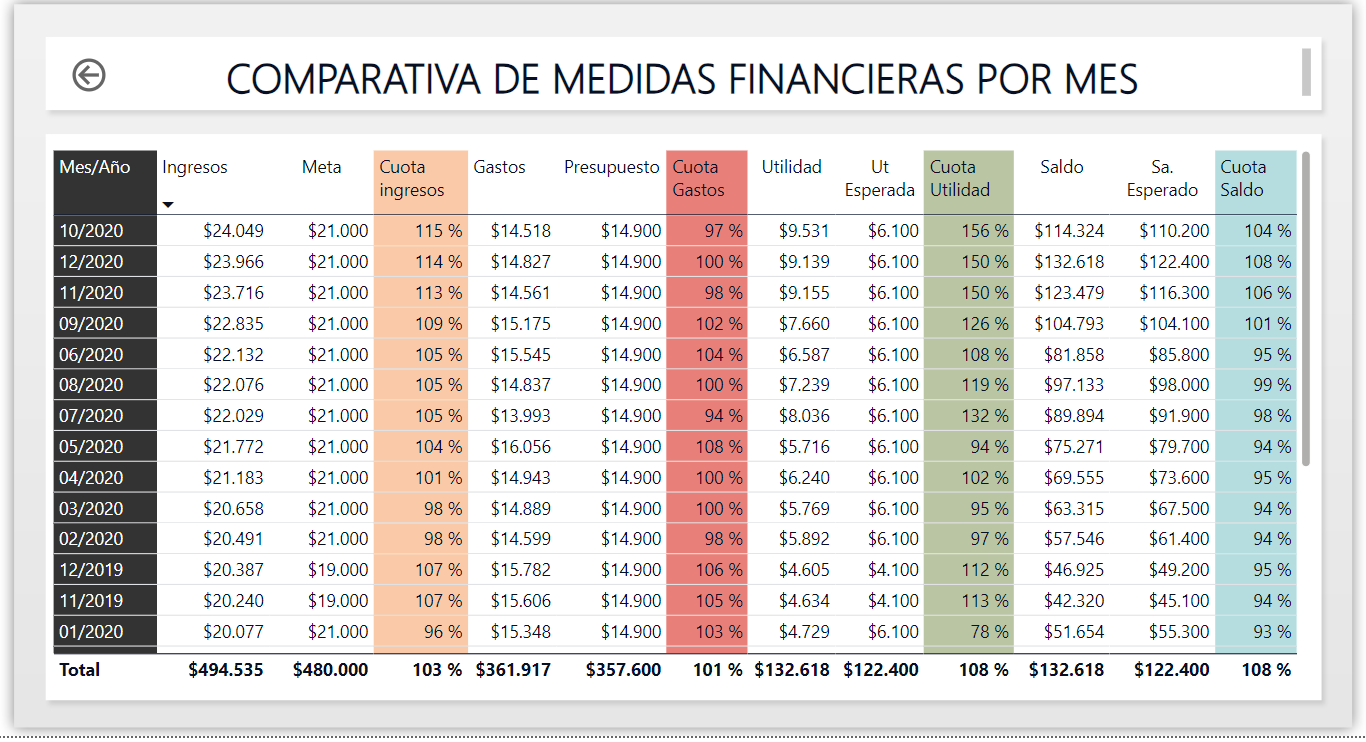 COMPARATIVA DE MEDIDAS FINANCIERAS POR MES
Mes/Año Ingresos Meta Cuota ingresos Gastos Presupuesto Cuota Gastos Utilidad Ut Esperada Cuota Utilidad Saldo Sa. Esperado Cuota Saldo
10/2020 $24.049 $21.000 115 % $14.518 $14.900 97 % $9.531 $6.100 156 % $114.324 $110.200 104 %
12/2020 $23.966 $21.000 114 % $14.827 $14.900 100 % $9.139 $6.100 150 % $132.618 $122.400 108 %
11/2020 $23.716 $21.000 113 % $14.561 $14.900 98 % $9.155 $6.100 150 % $123.479 $116.300 106 %
09/2020 $22.835 $21.000 109 % $15.175 $14.900 102 % $7.660 $6.100 126 % $104.793 $104.100 101 %
06/2020 $22.132 $21.000 105 % $15.545 $14.900 104 % $6.587 $6.100 108 % $81.858 $85.800 95 %
08/2020 $22.076 $21.000 105 % $14.837 $14.900 100 % $7.239 $6.100 119 % $97.133 $98.000 99 %
07/2020 $22.029 $21.000 105 % $13.993 $14.900 94 % $8.036 $6.100 132 % $89.894 $91.900 98 %
05/2020 $21.772 $21.000 104 % $16.056 $14.900 108 % $5.716 $6.100 94 % $75.271 $79.700 94 %
04/2020 $21.183 $21.000 101 % $14.943 $14.900 100 % $6.240 $6.100 102 % $69.555 $73.600 95 %
03/2020 $20.658 $21.000 98 % $14.889 $14.900 100 % $5.769 $6.100 95 % $63.315 $67.500 94 %
02/2020 $20.491 $21.000 98 % $14.599 $14.900 98 % $5.892 $6.100 97 % $57.546 $61.400 94 %
12/2019 $20.387 $19.000 107 % $15.782 $14.900 106 % $4.605 $4.100 112 % $46.925 $49.200 95 %
11/2019 $20.240 $19.000 107 % $15.606 $14.900 105 % $4.634 $4.100 113 % $42.320 $45.100 94 %
01/2020 $20.077 $21.000 96 % $15.348 $14.900 103 % $4.729 $6.100 78 % $51.654 $55.300 93 %
Total $494.535 $480.000 103 % $361.917 $357.600 101 % $132.618 $122.400 108 % $132.618 $122.400 108 %